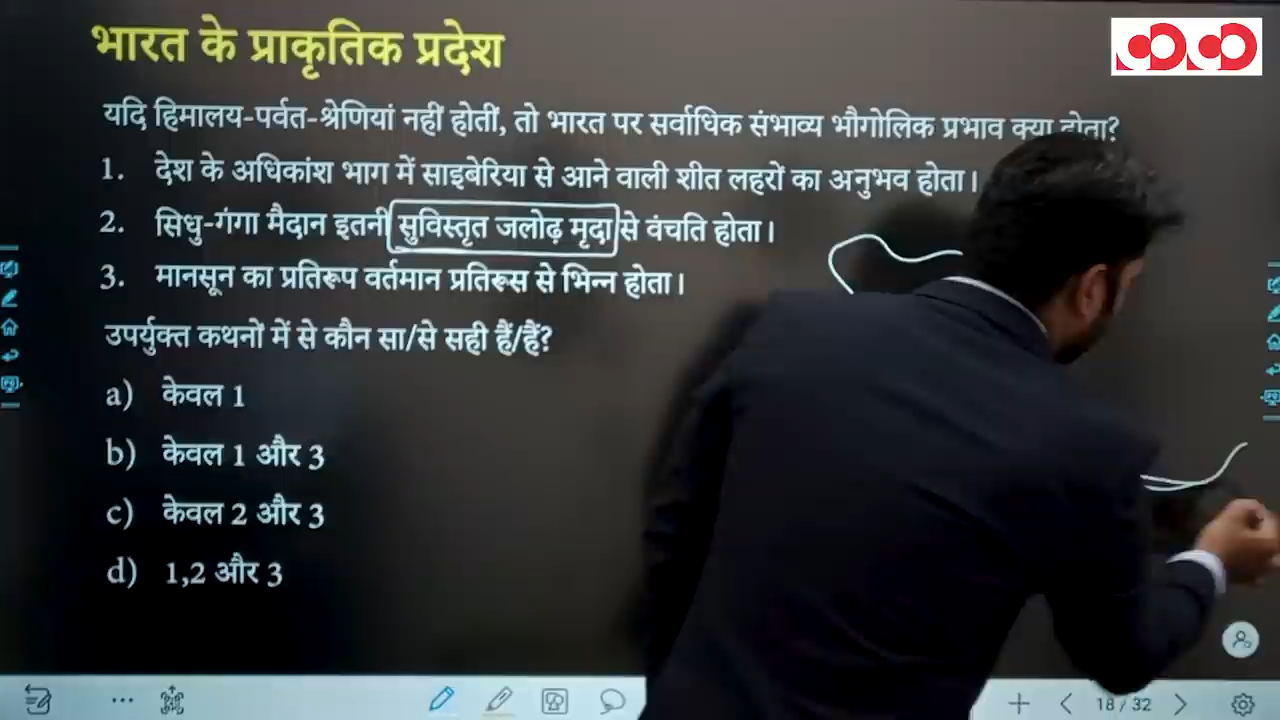 भारत के प्राकृतिक प्रदेश
यदि हिमालय-पर्वत-श्रेणियां नहीं होतीं, तो भारत पर सर्वाधिक संभाव्य भौगोलिक प्रभाव क्या होता?
1. देश के अधिकांश भाग में साइबेरिया से आने वाली शीत लहरों का अनुभव होता।
2. सिधु-गंगा मैदान इतनी सुविस्तृत जलोढ़ मृदा से वंचति होता।
3. मानसून का प्रतिरूप वर्तमान प्रतिरूस से भिन्न होता।
उपर्युक्त कथनों में से कौन सा/से सही हैं/हैं?
a) केवल 1
b) केवल 1 और 3
c) केवल 2 और 3
d) 1,2 और 3
18 / 32